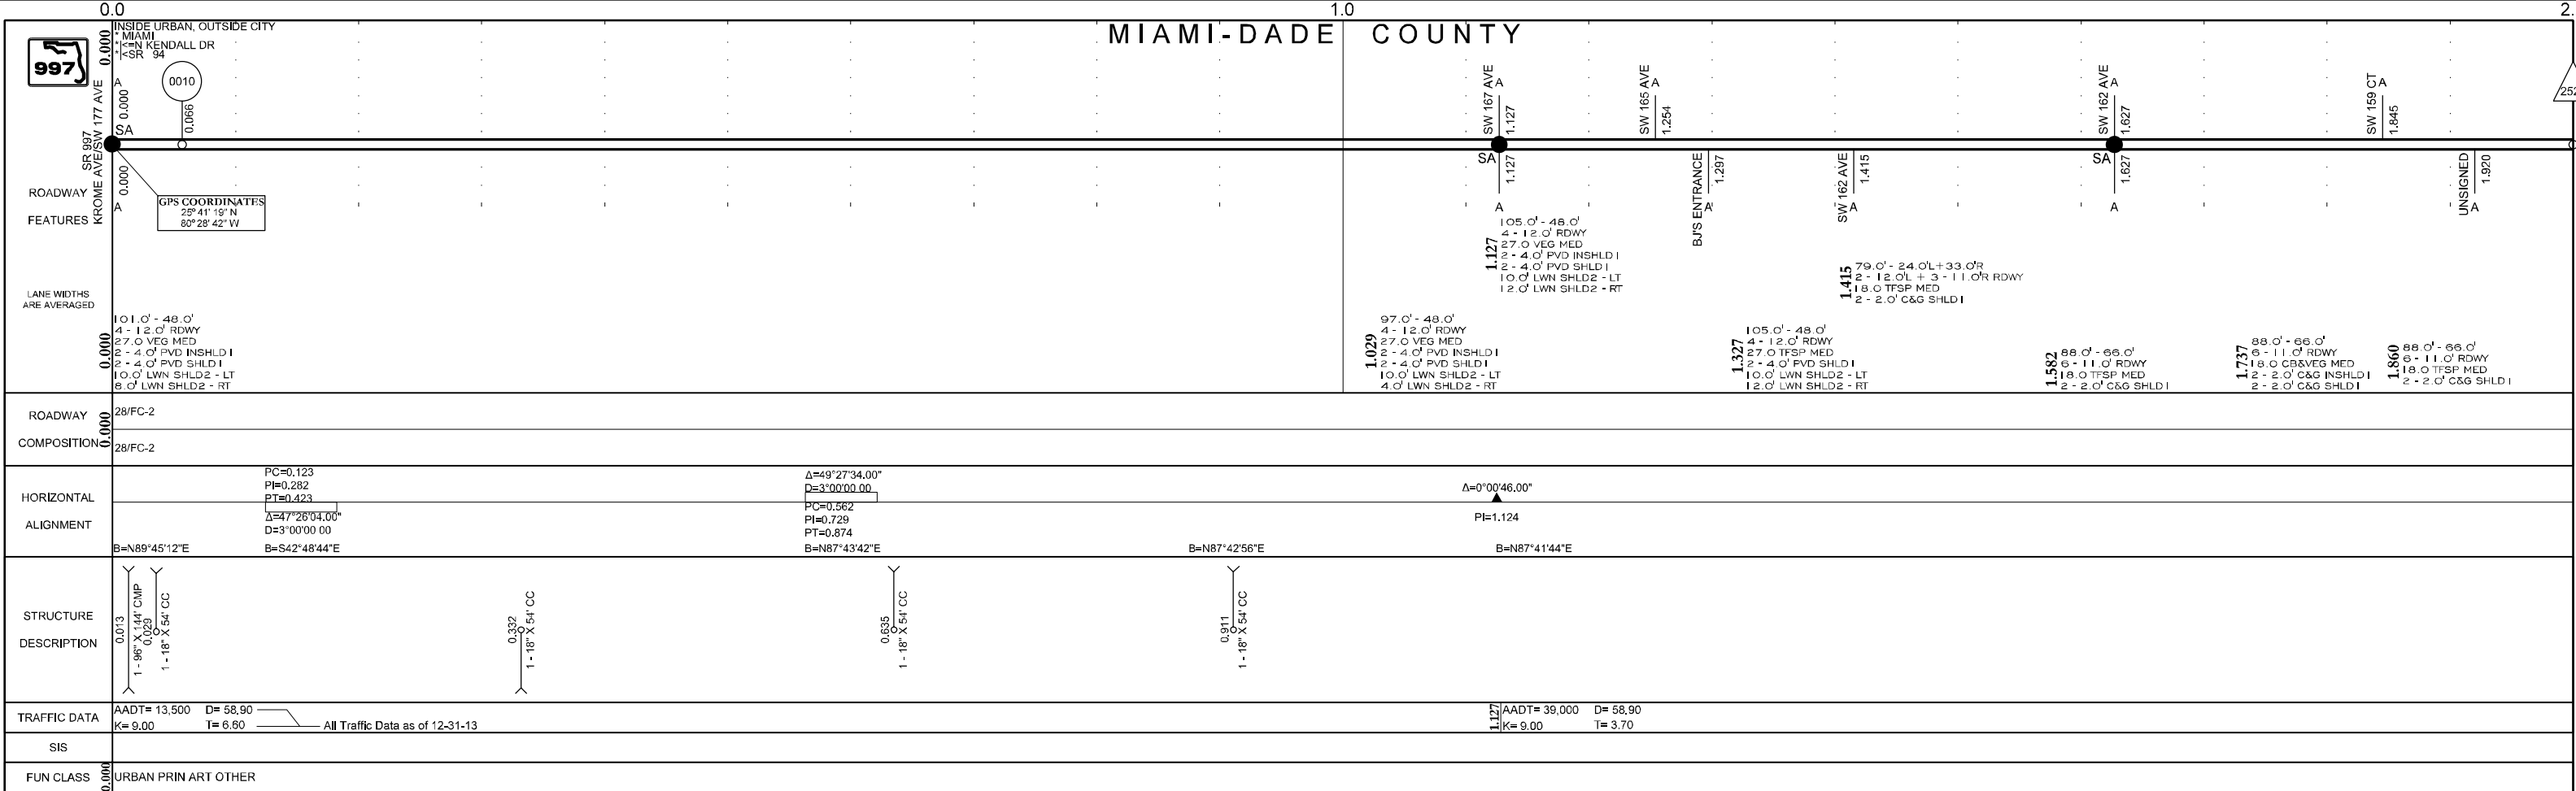 0.0
1.0
2.
MIAMI-DADE COUNTY
997
0.000
INSIDE URBAN, OUTSIDE CITY
* MIAMI
*|<=N KENDALL DR
*|<SR 94
SR 997
KROME AVE/SW 177 AVE
A
0.000
SA
0010
0.066
0.000
A
GPS COORDINATES
25° 41' 19" N
80° 28' 42" W
SW 167 AVE
A
1.127
SA
1.127
A
SW 165 AVE
A
1.254
BJ'S ENTRANCE
1.297
A
SW 162 AVE
1.415
A
SW 162 AVE
A
1.627
SA
1.627
A
SW 159 CT
A
1.845
UNSIGNED
1.920
A
252
ROADWAY
FEATURES
LANE WIDTHS
ARE AVERAGED
0.000
101.0' - 48.0'
4 - 12.0' RDWY
27.0 VEG MED
2 - 4.0' PVD INSHLD1
2 - 4.0' PVD SHLD1
10.0' LWN SHLD2 - LT
8.0' LWN SHLD2 - RT
1.029
97.0' - 48.0'
4 - 12.0' RDWY
27.0 VEG MED
2 - 4.0' PVD INSHLD1
2 - 4.0' PVD SHLD1
10.0' LWN SHLD2 - LT
4.0' LWN SHLD2 - RT
1.127
105.0' - 48.0'
4 - 12.0' RDWY
27.0 VEG MED
2 - 4.0' PVD INSHLD1
2 - 4.0' PVD SHLD1
10.0' LWN SHLD2 - LT
12.0' LWN SHLD2 - RT
1.327
105.0' - 48.0'
4 - 12.0' RDWY
27.0 TFSP MED
2 - 4.0' PVD SHLD1
10.0' LWN SHLD2 - LT
12.0' LWN SHLD2 - RT
1.415
79.0' - 24.0'L+33.0'R
2 - 12.0'L + 3 - 11.0'R RDWY
18.0 TFSP MED
2 - 2.0' C&G SHLD1
1.582
88.0' - 66.0'
6 - 11.0' RDWY
18.0 TFSP MED
2 - 2.0' C&G SHLD1
1.737
88.0' - 66.0'
6 - 11.0' RDWY
18.0 CB&VEG MED
2 - 2.0' C&G INSHLD1
2 - 2.0' C&G SHLD1
1.860
88.0' - 66.0'
6 - 11.0' RDWY
18.0 TFSP MED
2 - 2.0' C&G SHLD1
ROADWAY
COMPOSITION
0.000
28/FC-2
28/FC-2
HORIZONTAL
ALIGNMENT
PC=0.123
PI=0.282
PT=0.423
Δ=47°26'04.00"
D=3°00'00 00
Δ=49°27'34.00"
D=3°00'00 00
PC=0.562
PI=0.729
PT=0.874
Δ=0°00'46.00"
PI=1.124
B=N89°45'12"E
B=S42°48'44"E
B=N87°43'42"E
B=N87°42'56"E
B=N87°41'44"E
STRUCTURE
DESCRIPTION
0.013
1 - 96" X 144' CMP
0.029
1 - 18" X 54' CC
0.332
1 - 18" X 54' CC
0.635
1 - 18" X 54' CC
0.911
1 - 18" X 54' CC
TRAFFIC DATA
AADT= 13,500 D= 58.90
K= 9.00 T= 6.60
All Traffic Data as of 12-31-13
1.127
AADT= 39,000 D= 58.90
K= 9.00 T= 3.70
SIS
FUN CLASS
0.000
URBAN PRIN ART OTHER